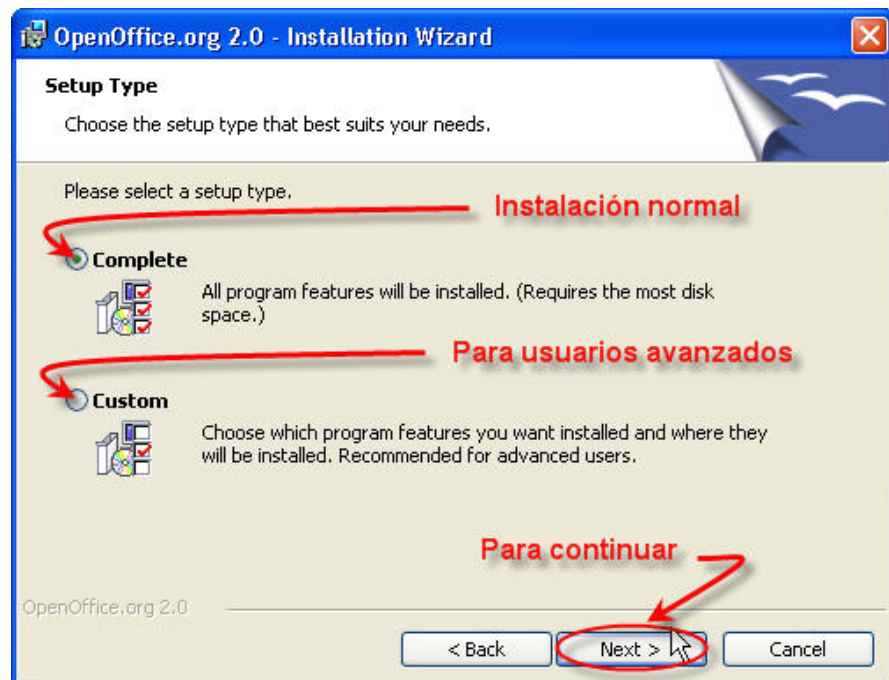 OpenOffice.org 2.0 - Installation Wizard
Setup Type
Choose the setup type that best suits your needs.
Please select a setup type.
Instalación normal
Complete
All program features will be installed. (Requires the most disk
space.)
Para usuarios avanzados
Custom
Choose which program features you want installed and where they
will be installed. Recommended for advanced users.
Para continuar
OpenOffice.org 2.0
< Back
Next >
Cancel